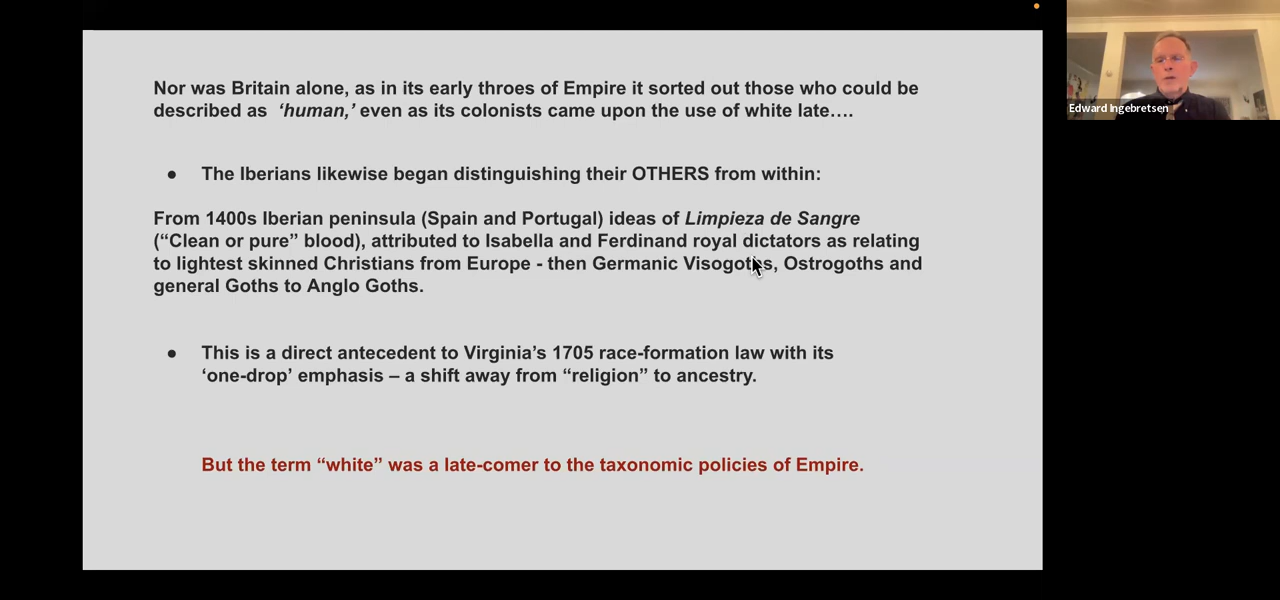 Nor was Britain alone, as in its early throes of Empire it sorted out those who could be
described as ‘human,’ even as its colonists came upon the use of white late….
● The Iberians likewise began distinguishing their OTHERS from within:
From 1400s Iberian peninsula (Spain and Portugal) ideas of Limpieza de Sangre
(“Clean or pure” blood), attributed to Isabella and Ferdinand royal dictators as relating
to lightest skinned Christians from Europe - then Germanic Visogoths, Ostrogoths and
general Goths to Anglo Goths.
● This is a direct antecedent to Virginia’s 1705 race-formation law with its
‘one-drop’ emphasis – a shift away from “religion” to ancestry.
But the term “white” was a late-comer to the taxonomic policies of Empire.
Edward Ingebretsen